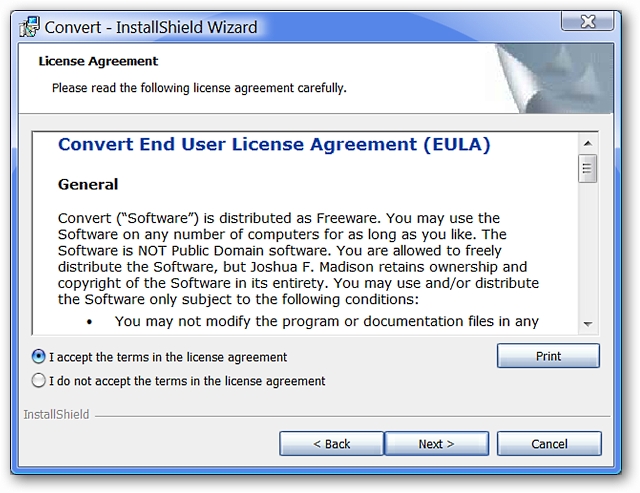 Convert - InstallShield Wizard
License Agreement
Please read the following license agreement carefully.
Convert End User License Agreement (EULA)
General
Convert (“Software”) is distributed as Freeware. You may use the
Software on any number of computers for as long as you like. The
Software is NOT Public Domain software. You are allowed to freely
distribute the Software, but Joshua F. Madison retains ownership and
copyright of the Software in its entirety. You may use and/or distribute
the Software only subject to the following conditions:
• You may not modify the program or documentation files in any
I accept the terms in the license agreement
Print
I do not accept the terms in the license agreement
InstallShield
< Back
Next >
Cancel